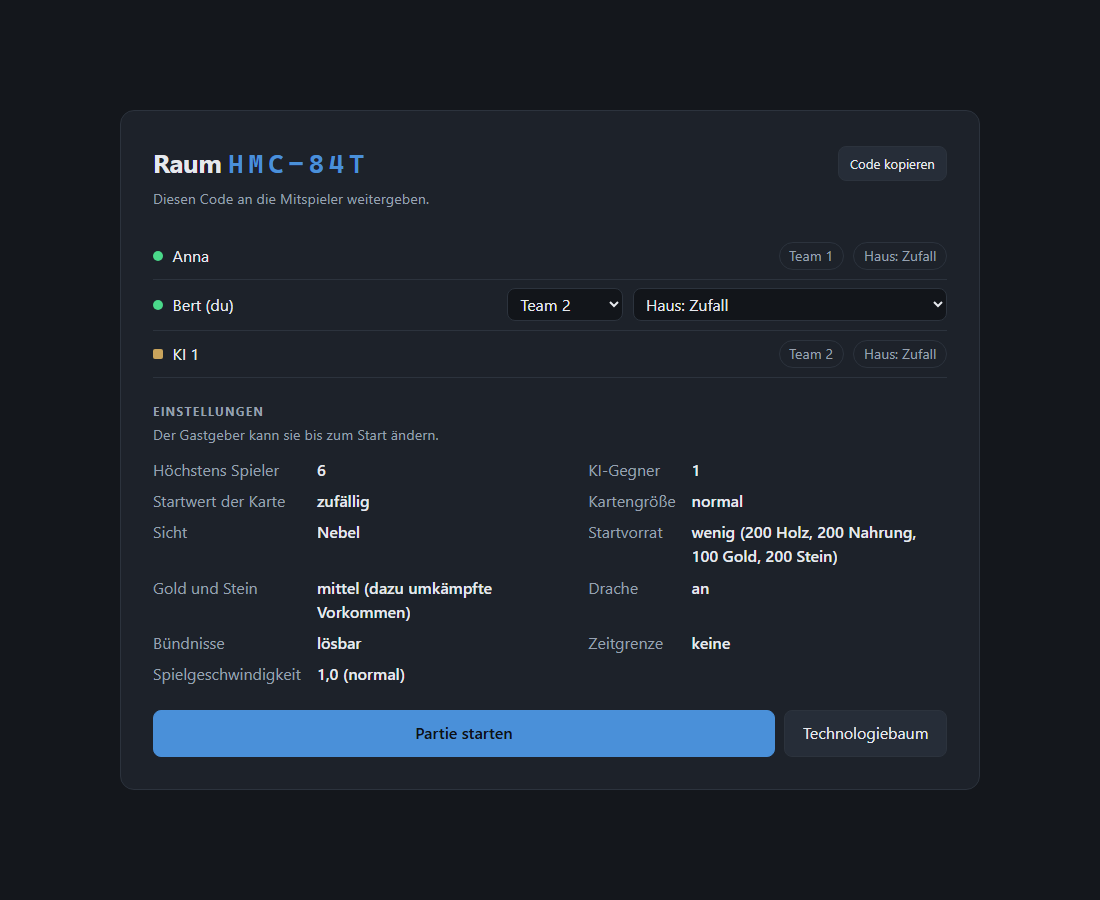 Raum HMC-84T
Code kopieren
Diesen Code an die Mitspieler weitergeben.
Anna
Team 1
Haus: Zufall
Bert (du)
Team 2
Haus: Zufall
KI 1
Team 2
Haus: Zufall
EINSTELLUNGEN
Der Gastgeber kann sie bis zum Start ändern.
Höchstens Spieler 6
KI-Gegner 1
Startwert der Karte zufällig
Kartengröße normal
Sicht Nebel
Startvorrat wenig (200 Holz, 200 Nahrung,
100 Gold, 200 Stein)
Gold und Stein mittel (dazu umkämpfte
Vorkommen)
Drache an
Bündnisse lösbar
Zeitgrenze keine
Spielgeschwindigkeit 1,0 (normal)
Partie starten
Technologiebaum